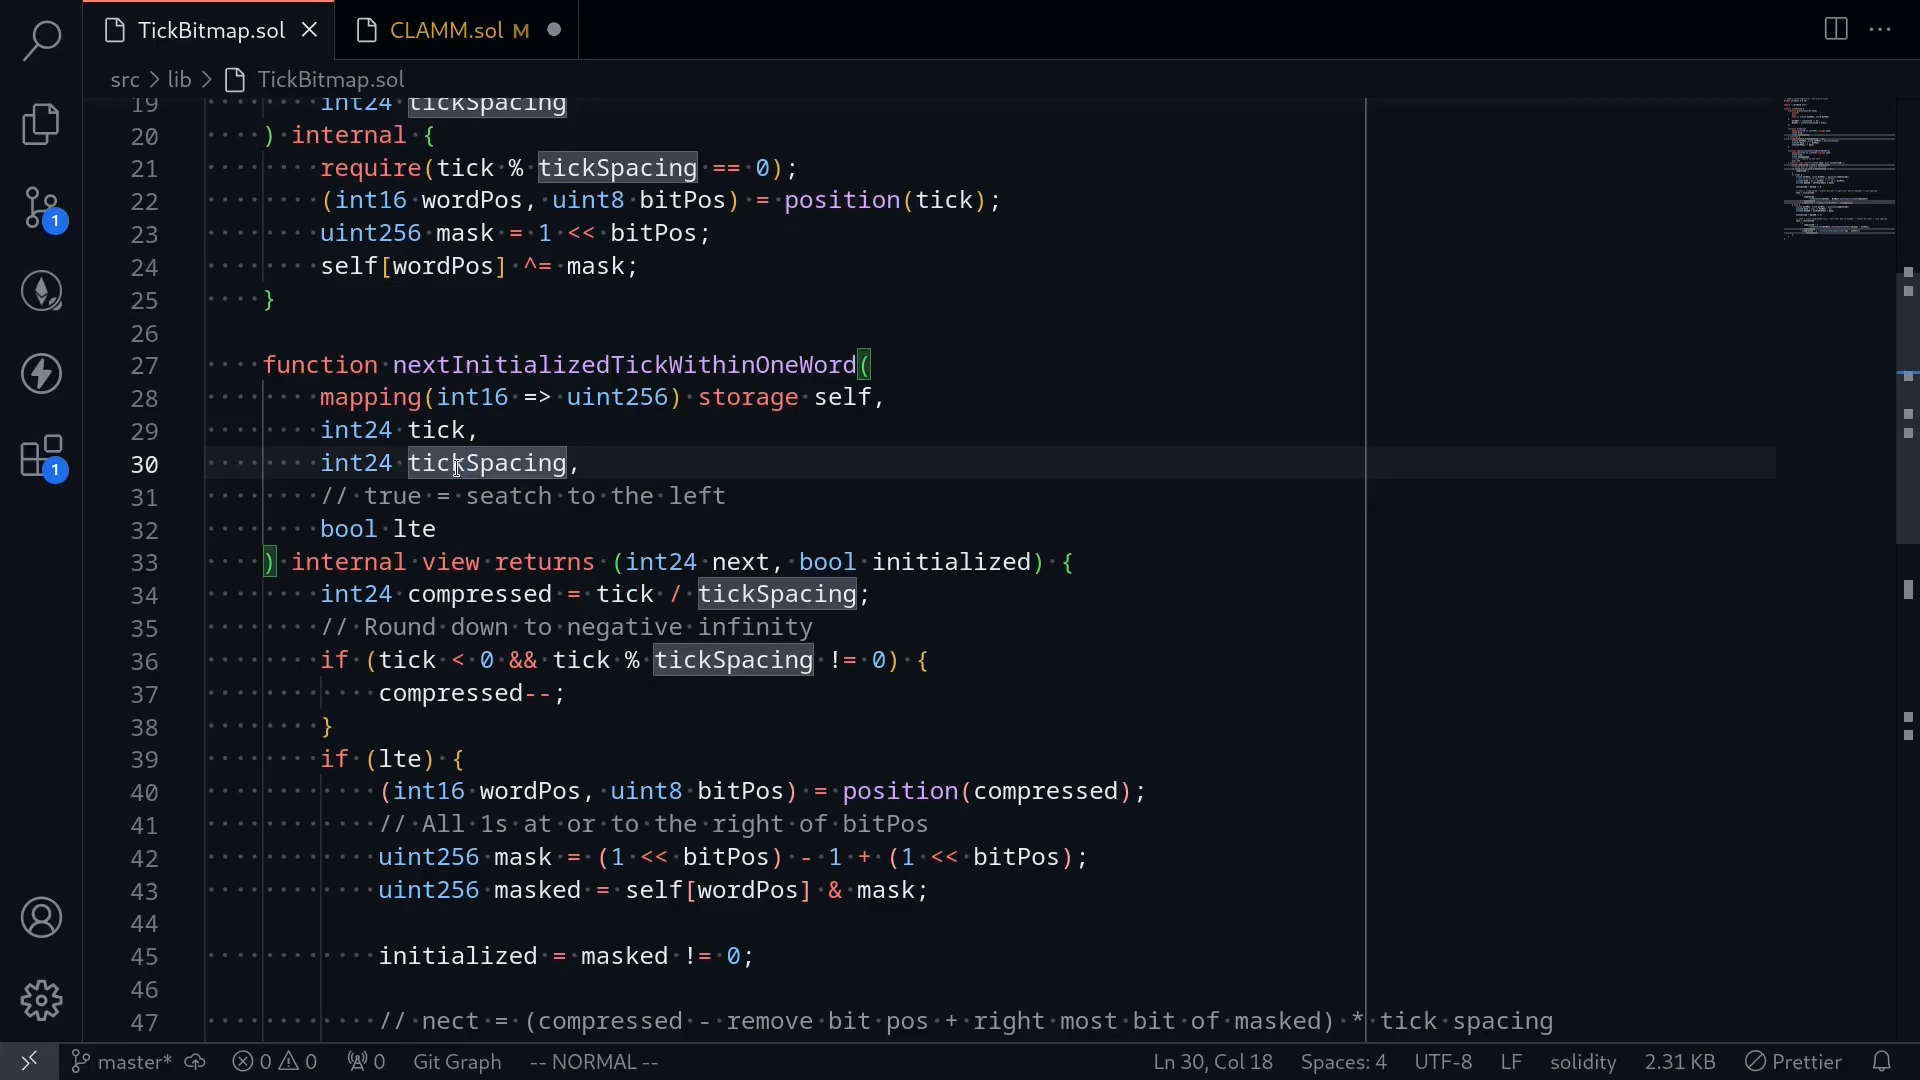 TickBitmap.sol
CLAMM.sol M
src > lib > TickBitmap.sol
19 int24 tickSpacing
20 ) internal {
21 require(tick % tickSpacing == 0);
22 (int16 wordPos, uint8 bitPos) = position(tick);
23 uint256 mask = 1 << bitPos;
24 self[wordPos] ^= mask;
25 }
26
27 function nextInitializedTickWithinOneWord(
28 mapping(int16 => uint256) storage self,
29 int24 tick,
30 int24 tickSpacing,
31 // true = seatch to the left
32 bool lte
33 ) internal view returns (int24 next, bool initialized) {
34 int24 compressed = tick / tickSpacing;
35 // Round down to negative infinity
36 if (tick < 0 && tick % tickSpacing != 0) {
37 compressed--;
38 }
39 if (lte) {
40 (int16 wordPos, uint8 bitPos) = position(compressed);
41 // All 1s at or to the right of bitPos
42 uint256 mask = (1 << bitPos) - 1 + (1 << bitPos);
43 uint256 masked = self[wordPos] & mask;
44
45 initialized = masked != 0;
46
47 // nect = (compressed - remove bit pos + right most bit of masked) * tick spacing
1
1
master* 0 0 0 Git Graph -- NORMAL -- Ln 30, Col 18 Spaces: 4 UTF-8 LF solidity 2.31 KB Prettier